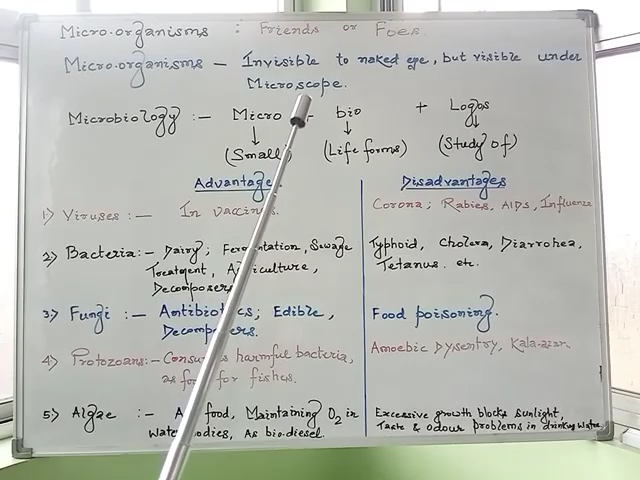 Micro.organisms : Friends or Foes.
Micro.organisms – Invisible to naked eye, but visible under
Microscope.
Microbiology :– Micro – bio + Logos
↓ ↓ ↓
(Small) (Life forms) (Study of)
Advantage Disadvantages
1) Viruses :— In vaccines. Corona; Rabies, AIDS, Influenza
2) Bacteria :– Dairy; Fermentation, Sewage Typhoid, Cholera, Diarrohea,
Treatment, Agriculture, Tetanus. etc.
Decomposers
3) Fungi :– Antibiotics; Edible, Food poisoning.
Decomposers.
4) Protozoans :– harmful bacteria, Amoebic Dysentry, Kala-azar.
as for fishes.
5) Algae :– food, Maintaining O2 in Excessive growth blocks sunlight,
Water bodies, As bio.diesel. Taste & odour problems in drinking water.